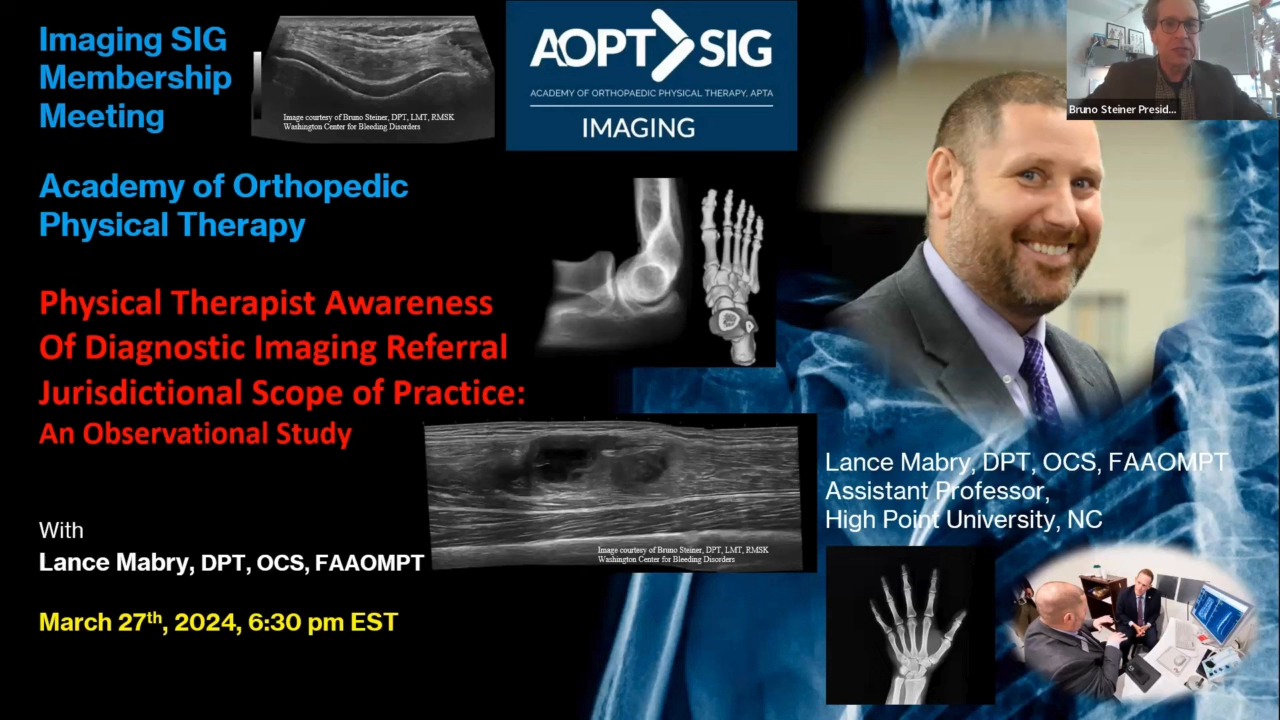 Imaging SIG
Membership
Meeting
Image courtesy of Bruno Steiner, DPT, LMT, RMSK
Washington Center for Bleeding Disorders
AOPT SIG
ACADEMY OF ORTHOPAEDIC PHYSICAL THERAPY, APTA
IMAGING
Bruno Steiner Presid...
Academy of Orthopedic
Physical Therapy
Physical Therapist Awareness
Of Diagnostic Imaging Referral
Jurisdictional Scope of Practice:
An Observational Study
With
Lance Mabry, DPT, OCS, FAAOMPT
March 27th, 2024, 6:30 pm EST
Image courtesy of Bruno Steiner, DPT, LMT, RMSK
Washington Center for Bleeding Disorders
Lance Mabry, DPT, OCS, FAAOMPT
Assistant Professor,
High Point University, NC